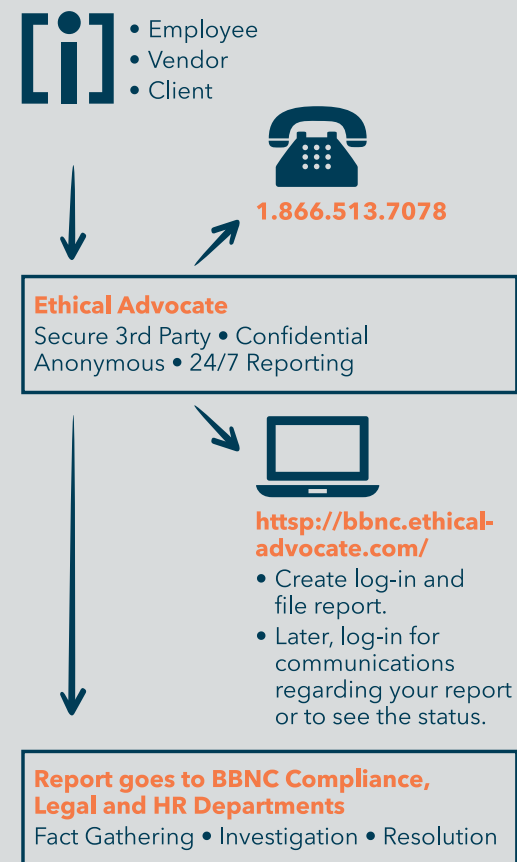 [i]
• Employee
• Vendor
• Client
1.866.513.7078
Ethical Advocate
Secure 3rd Party • Confidential
Anonymous • 24/7 Reporting
httsp://bbnc.ethical-
advocate.com/
• Create log-in and
file report.
• Later, log-in for
communications
regarding your report
or to see the status.
Report goes to BBNC Compliance,
Legal and HR Departments
Fact Gathering • Investigation • Resolution